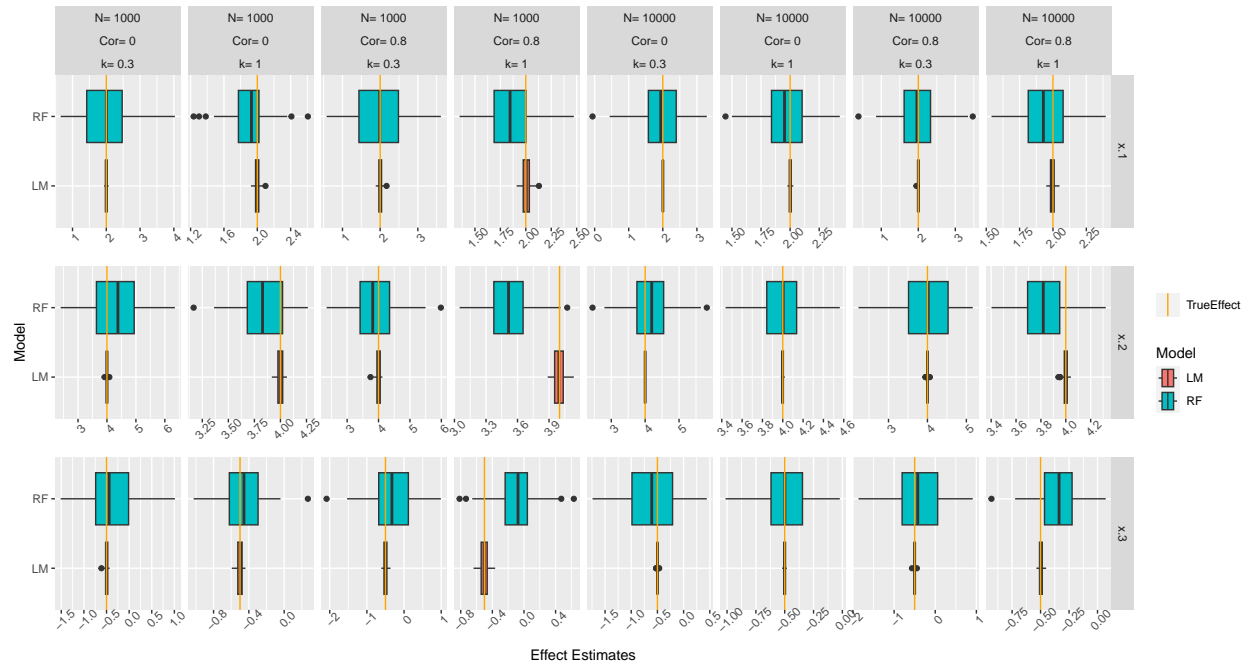 N= 1000 N= 1000 N= 1000 N= 1000 N= 10000 N= 10000 N= 10000 N= 10000
Cor= 0 Cor= 0 Cor= 0.8 Cor= 0.8 Cor= 0 Cor= 0 Cor= 0.8 Cor= 0.8
k= 0.3 k= 1 k= 0.3 k= 1 k= 0.3 k= 1 k= 0.3 k= 1
RF
LM
x.1
1 2 3 4 1.2 1.6 2.0 2.4 1 2 3 1.50 1.75 2.00 2.25 2.50 0 1 2 3 1.50 1.75 2.00 2.25 1 2 3 1.50 1.75 2.00 2.25
RF
LM
x.2
3 4 5 6 3.25 3.50 3.75 4.00 4.25 3 4 5 6 3.0 3.3 3.6 3.9 3 4 5 3.4 3.6 3.8 4.0 4.2 4.4 4.6 3 4 5 3.4 3.6 3.8 4.0 4.2
RF
LM
x.3
−1.5 −1.0 −0.5 0.0 0.5 1.0 −0.8 −0.4 0.0 −2 −1 0 1 −0.8 −0.4 0.0 0.4 −1.5 −1.0 −0.5 0.0 0.5 −1.00 −0.75 −0.50 −0.25 0.00 −2 −1 0 −0.75 −0.50 −0.25 0.00
Model
Effect Estimates
TrueEffect
Model
LM
RF